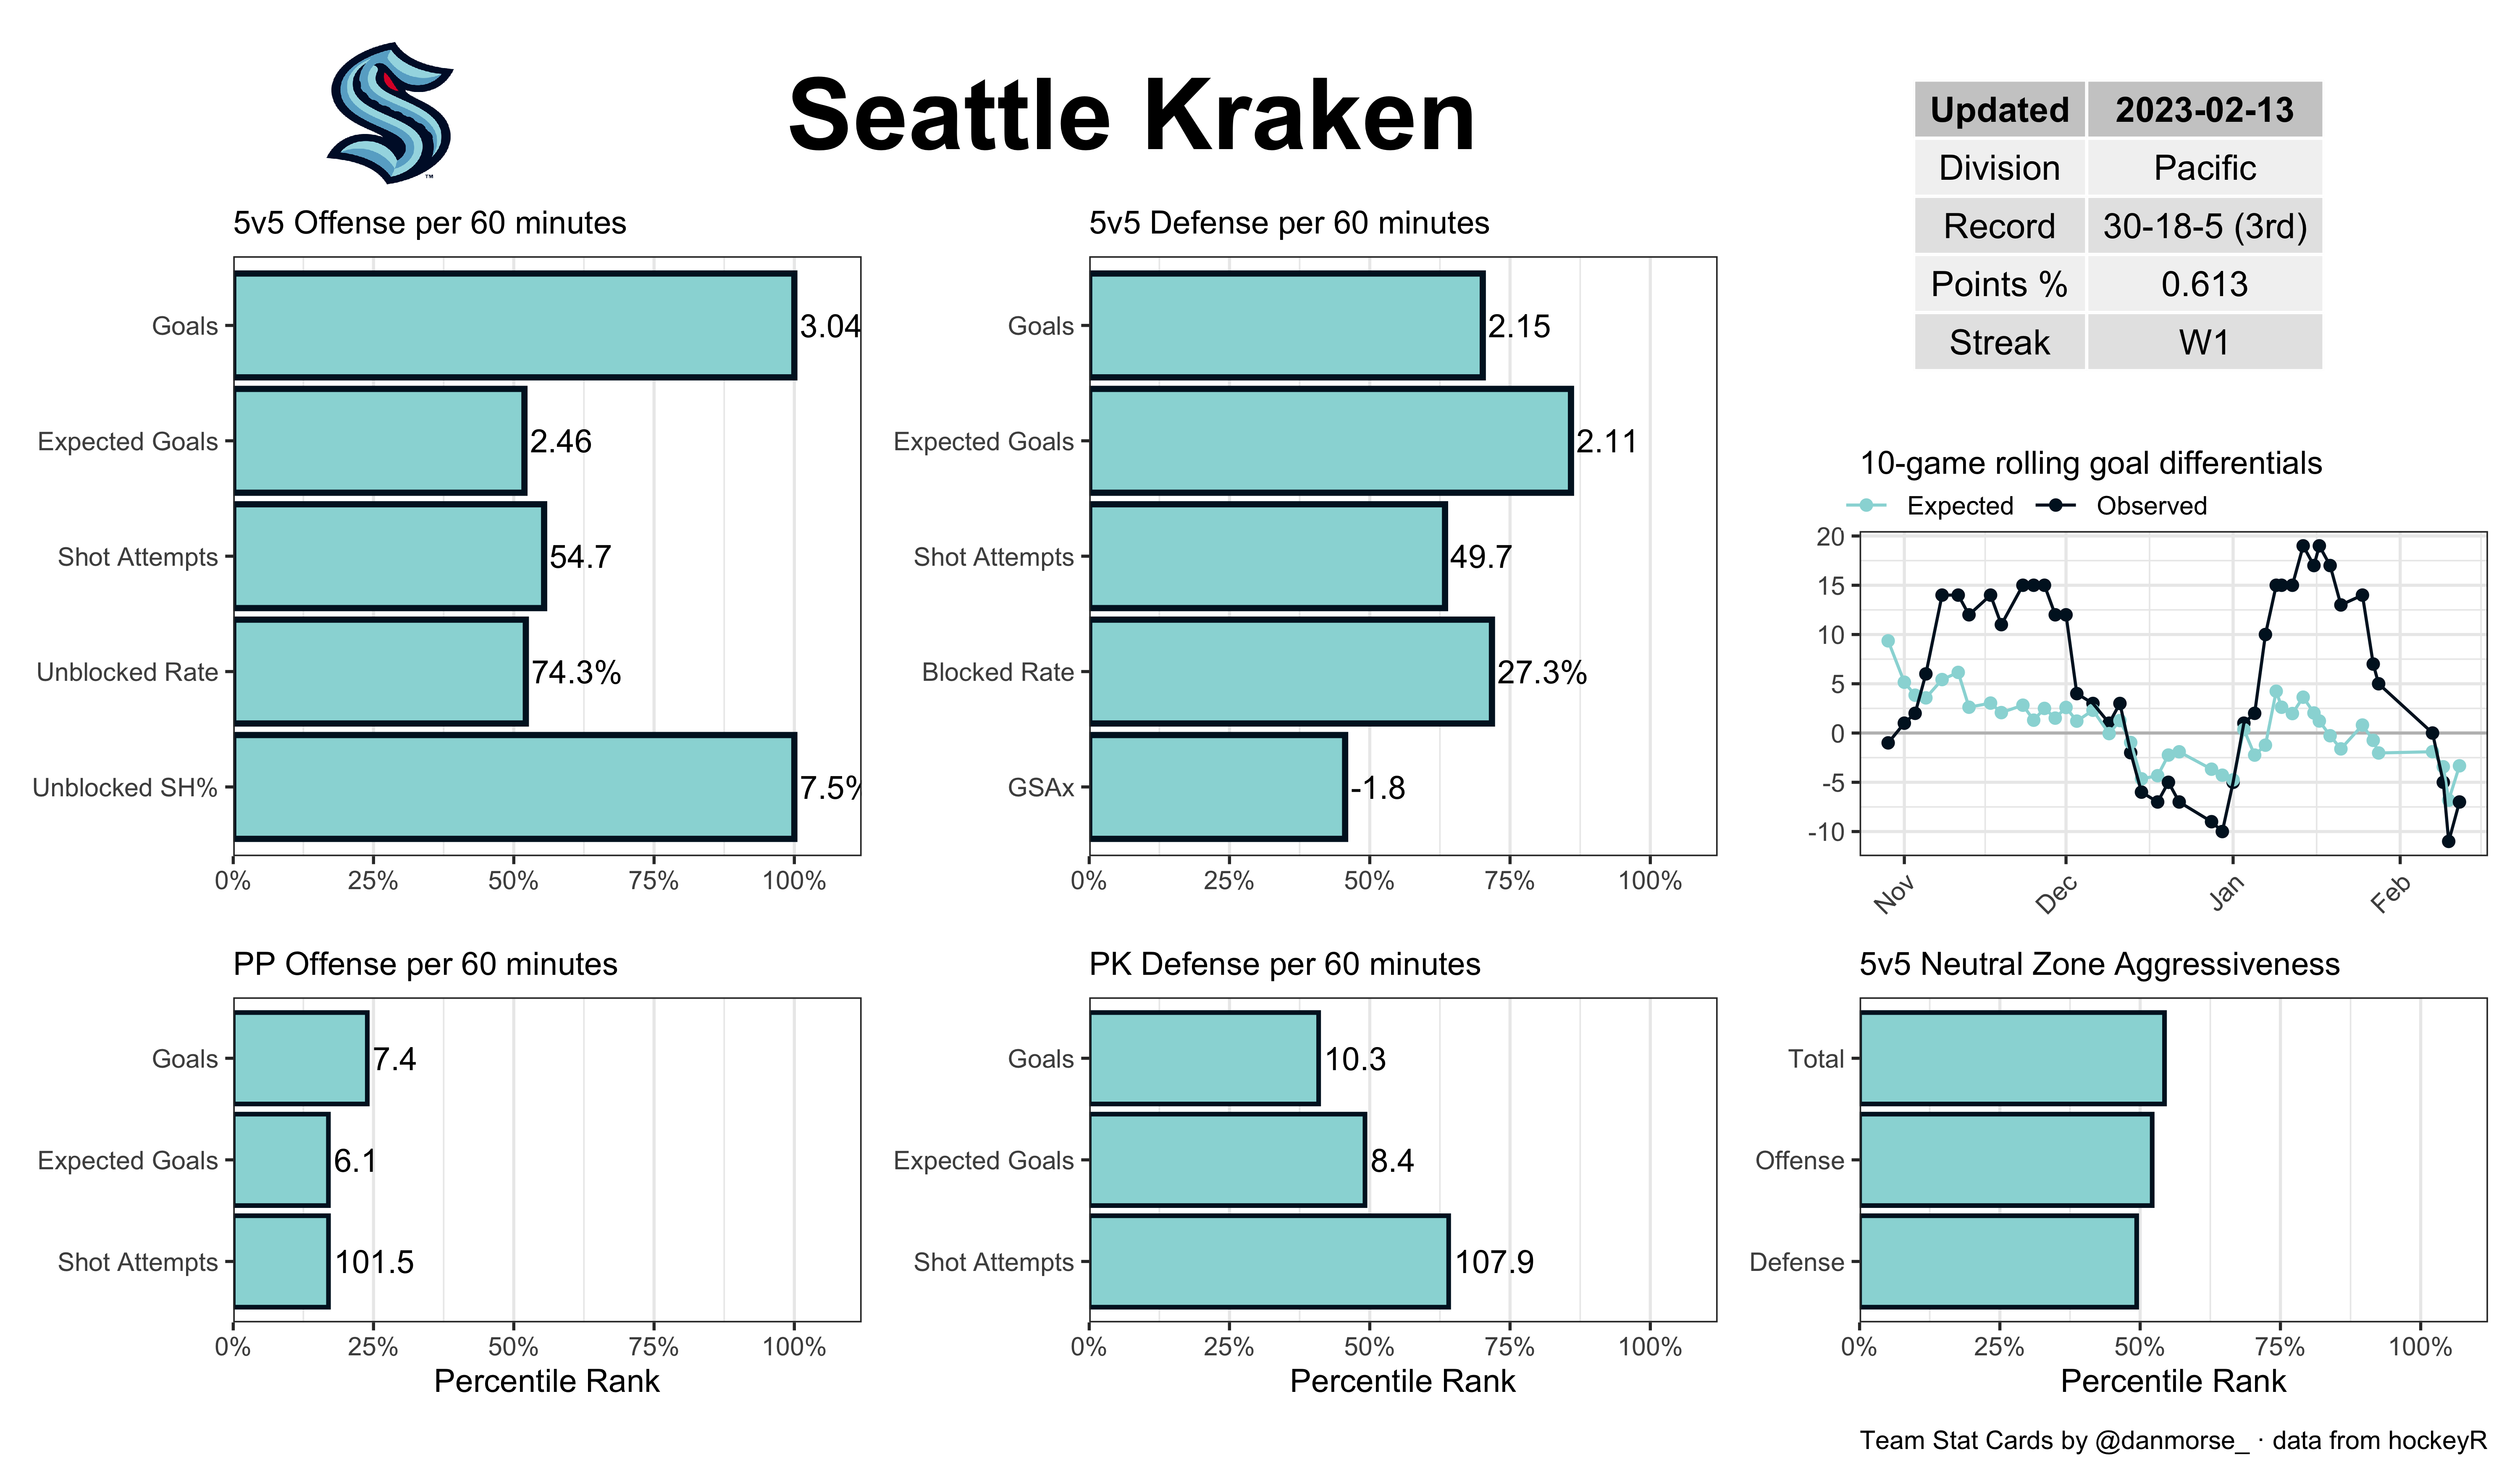 Seattle Kraken
Updated 2023-02-13
Division Pacific
Record 30-18-5 (3rd)
Points % 0.613
Streak W1
5v5 Offense per 60 minutes
Goals 3.04
Expected Goals 2.46
Shot Attempts 54.7
Unblocked Rate 74.3%
Unblocked SH% 7.5%
0% 25% 50% 75% 100%
5v5 Defense per 60 minutes
Goals 2.15
Expected Goals 2.11
Shot Attempts 49.7
Blocked Rate 27.3%
GSAx -1.8
0% 25% 50% 75% 100%
10-game rolling goal differentials
Expected Observed
20
15
10
5
0
-5
-10
Nov Dec Jan Feb
PP Offense per 60 minutes
Goals 7.4
Expected Goals 6.1
Shot Attempts 101.5
0% 25% 50% 75% 100%
Percentile Rank
PK Defense per 60 minutes
Goals 10.3
Expected Goals 8.4
Shot Attempts 107.9
0% 25% 50% 75% 100%
Percentile Rank
5v5 Neutral Zone Aggressiveness
Total
Offense
Defense
0% 25% 50% 75% 100%
Percentile Rank
Team Stat Cards by @danmorse_ · data from hockeyR